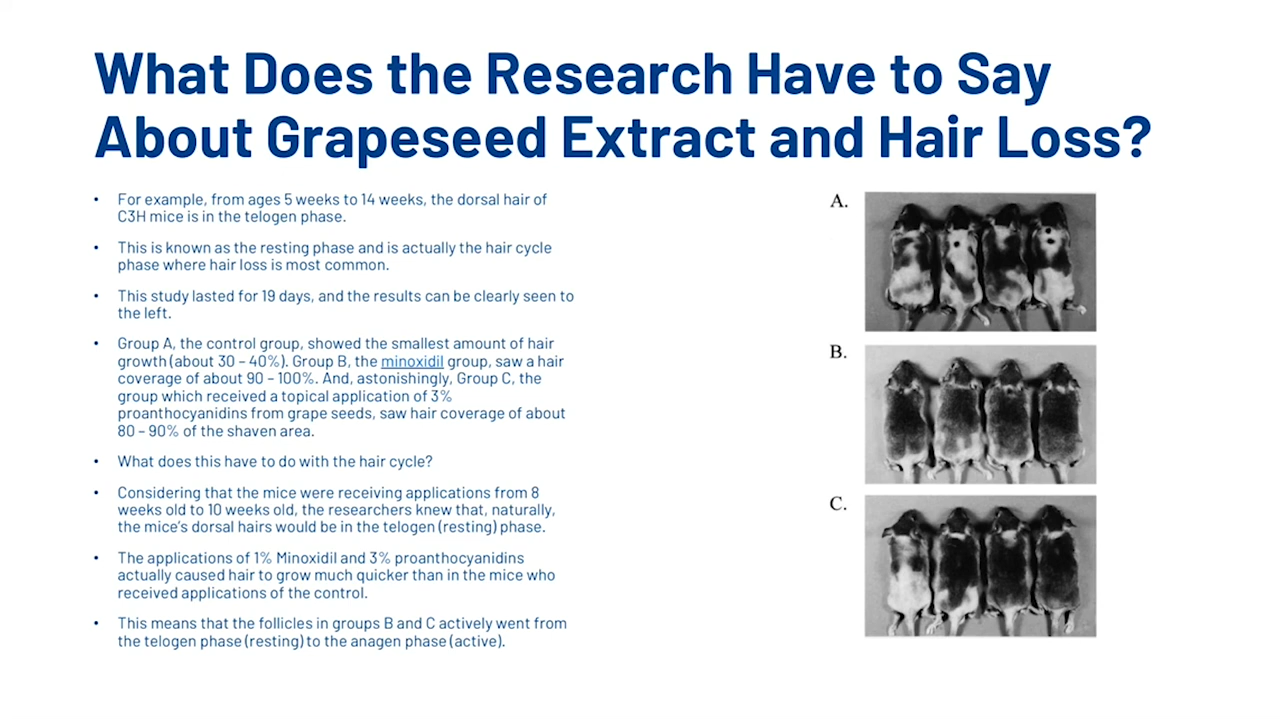 What Does the Research Have to Say
About Grapeseed Extract and Hair Loss?
• For example, from ages 5 weeks to 14 weeks, the dorsal hair of
C3H mice is in the telogen phase.
• This is known as the resting phase and is actually the hair cycle
phase where hair loss is most common.
• This study lasted for 19 days, and the results can be clearly seen to
the left.
• Group A, the control group, showed the smallest amount of hair
growth (about 30 – 40%). Group B, the minoxidil group, saw a hair
coverage of about 90 – 100%. And, astonishingly, Group C, the
group which received a topical application of 3%
proanthocyanidins from grape seeds, saw hair coverage of about
80 – 90% of the shaven area.
• What does this have to do with the hair cycle?
• Considering that the mice were receiving applications from 8
weeks old to 10 weeks old, the researchers knew that, naturally,
the mice’s dorsal hairs would be in the telogen (resting) phase.
• The applications of 1% Minoxidil and 3% proanthocyanidins
actually caused hair to grow much quicker than in the mice who
received applications of the control.
• This means that the follicles in groups B and C actively went from
the telogen phase (resting) to the anagen phase (active).
A.
B.
C.